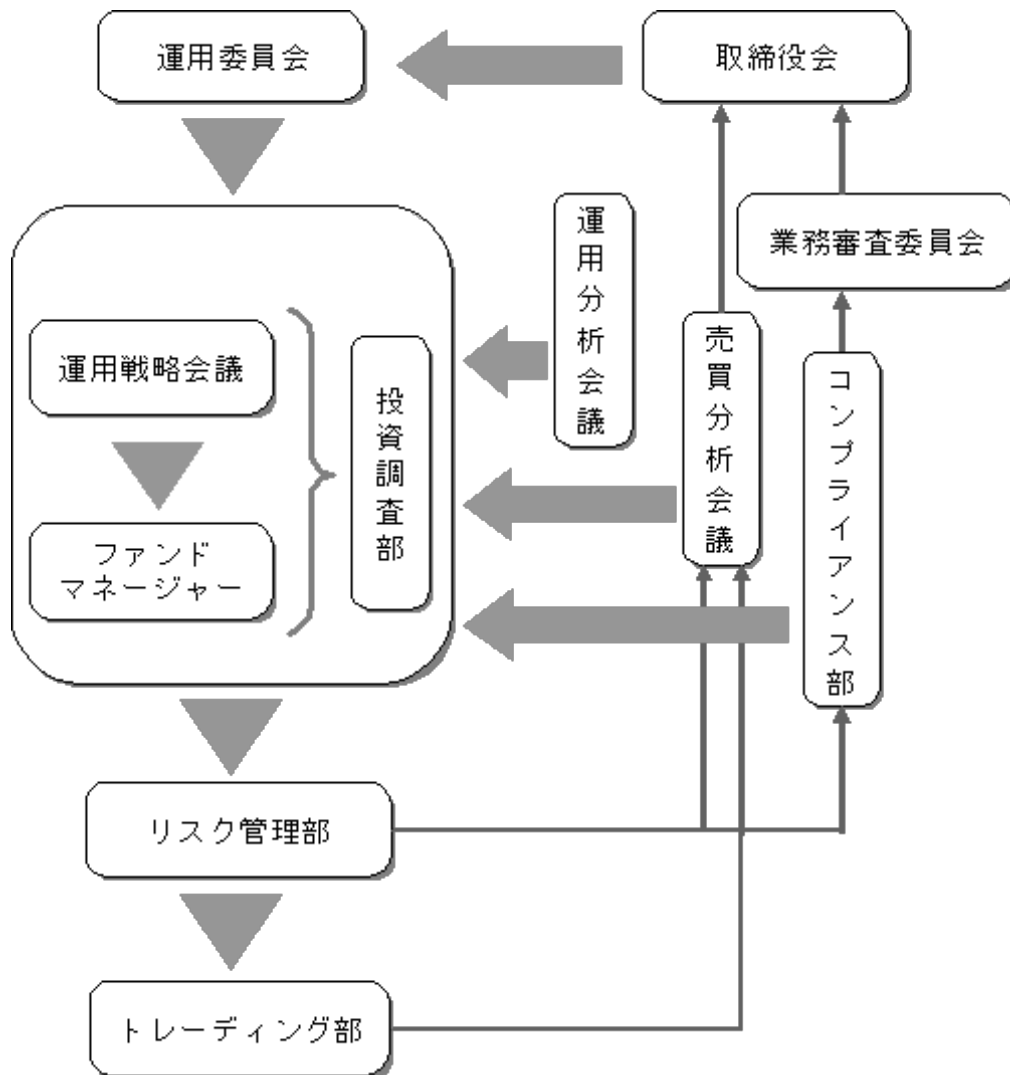 運用委員会
取締役会
運用分析会議
業務審査委員会
売買分析会議
運用戦略会議
投資調査部
コンプライアンス部
ファンド
マネージャー
リスク管理部
トレーディング部